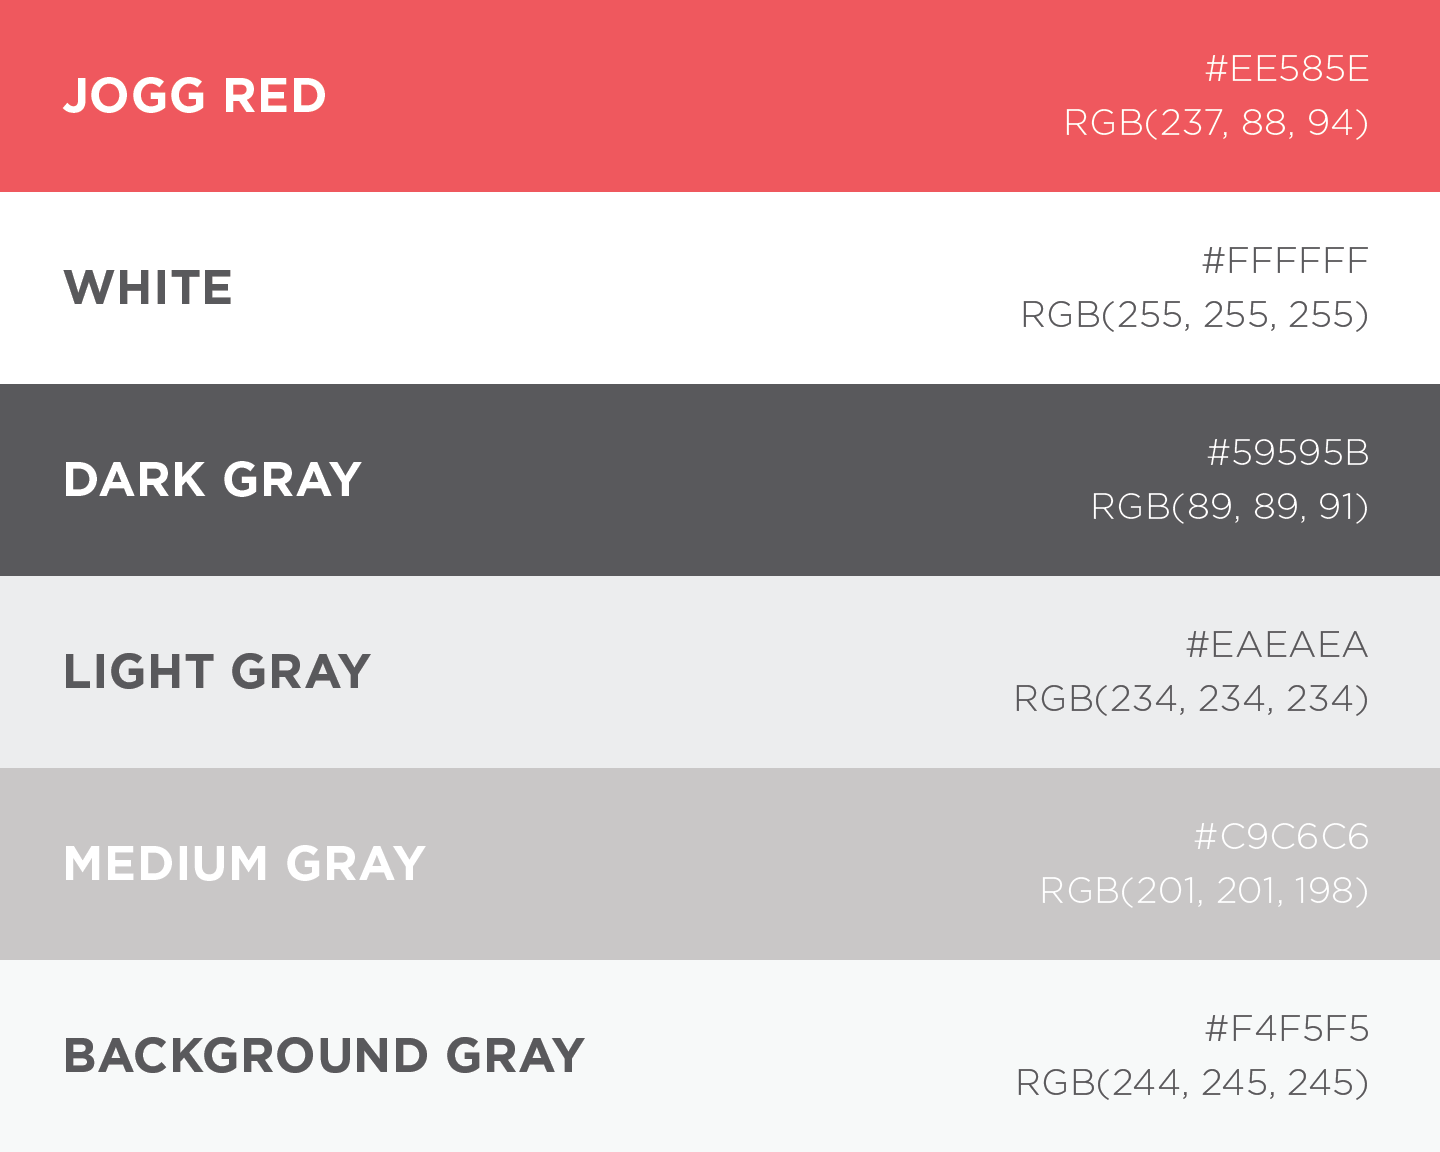 JOGG RED
#EE585E
RGB(237, 88, 94)
WHITE
#FFFFFF
RGB(255, 255, 255)
DARK GRAY
#59595B
RGB(89, 89, 91)
LIGHT GRAY
#EAEAEA
RGB(234, 234, 234)
MEDIUM GRAY
#C9C6C6
RGB(201, 201, 198)
BACKGROUND GRAY
#F4F5F5
RGB(244, 245, 245)